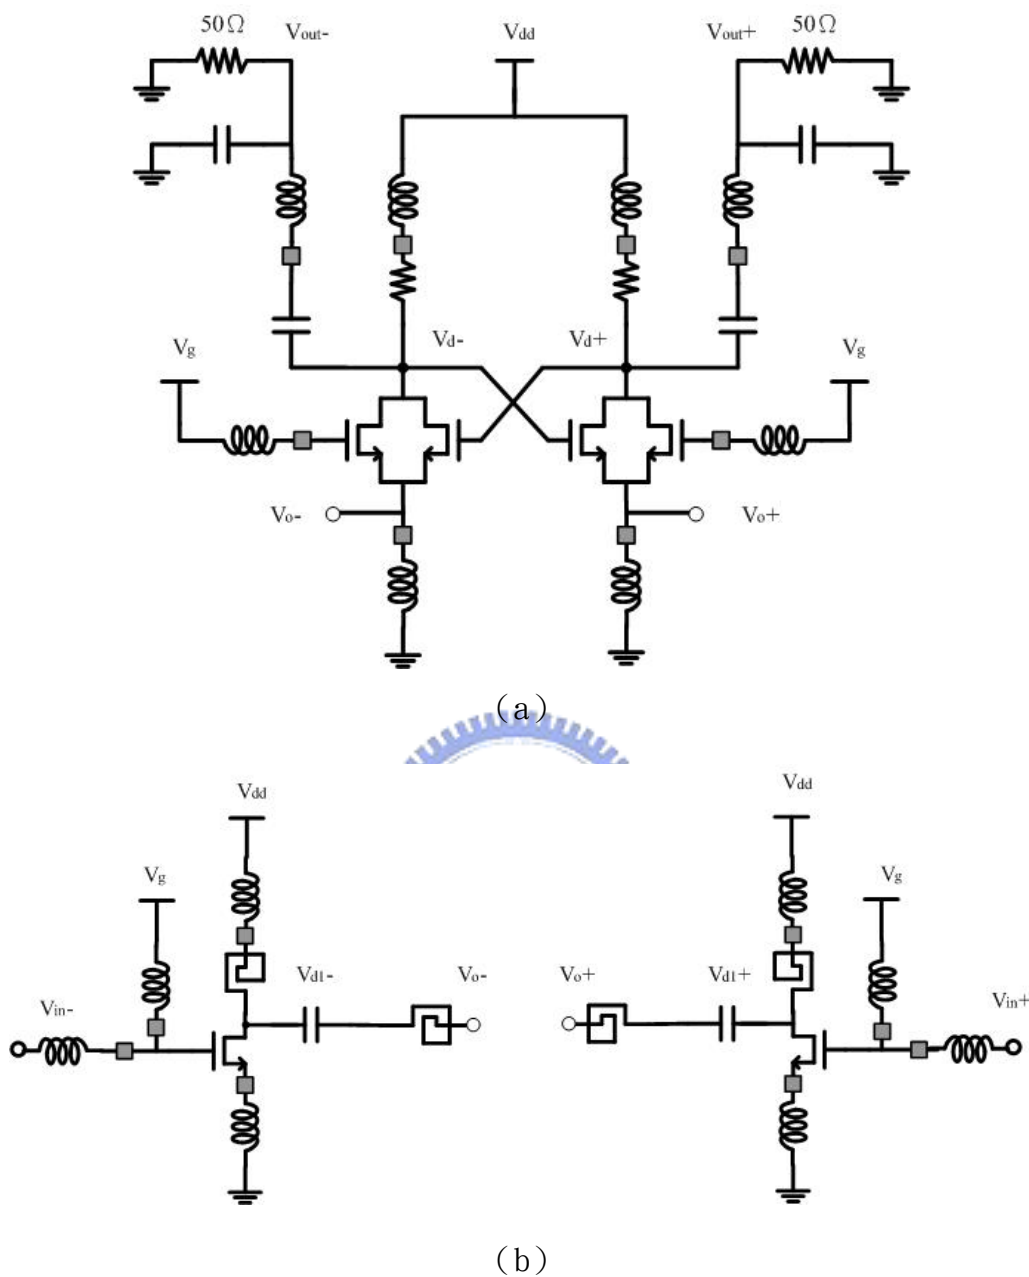 50Ω Vout- Vdd Vout+ 50Ω
Vd- Vd+
Vg Vg
Vo- Vo+
(a)
Vdd Vdd
Vg Vg
Vd1- Vo- Vo+ Vd1+
Vin- Vin+
(b)